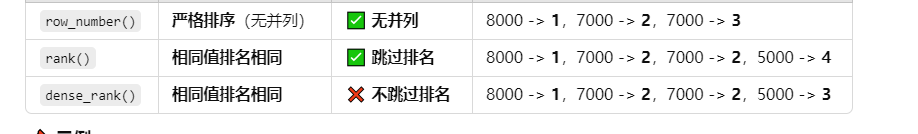 row_number() 严格排序（无并列） ✅ 无并列 8000 -> 1，7000 -> 2，7000 -> 3
rank() 相同值排名相同 ✅ 跳过排名 8000 -> 1，7000 -> 2，7000 -> 2，5000 -> 4
dense_rank() 相同值排名相同 ❌ 不跳过排名 8000 -> 1，7000 -> 2，7000 -> 2，5000 -> 3